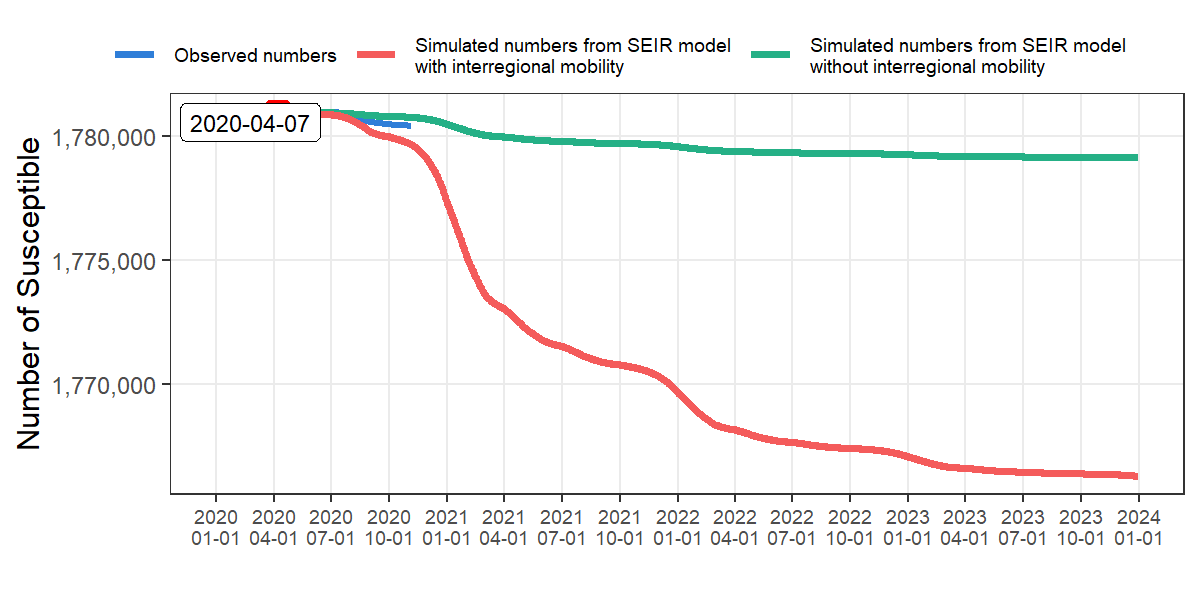 Observed numbers
Simulated numbers from SEIR model
with interregional mobility
Simulated numbers from SEIR model
without interregional mobility
2020-04-07
Number of Susceptible
1,780,000
1,775,000
1,770,000
2020 2020 2020 2020 2021 2021 2021 2021 2022 2022 2022 2022 2023 2023 2023 2023 2024
01-01 04-01 07-01 10-01 01-01 04-01 07-01 10-01 01-01 04-01 07-01 10-01 01-01 04-01 07-01 10-01 01-01